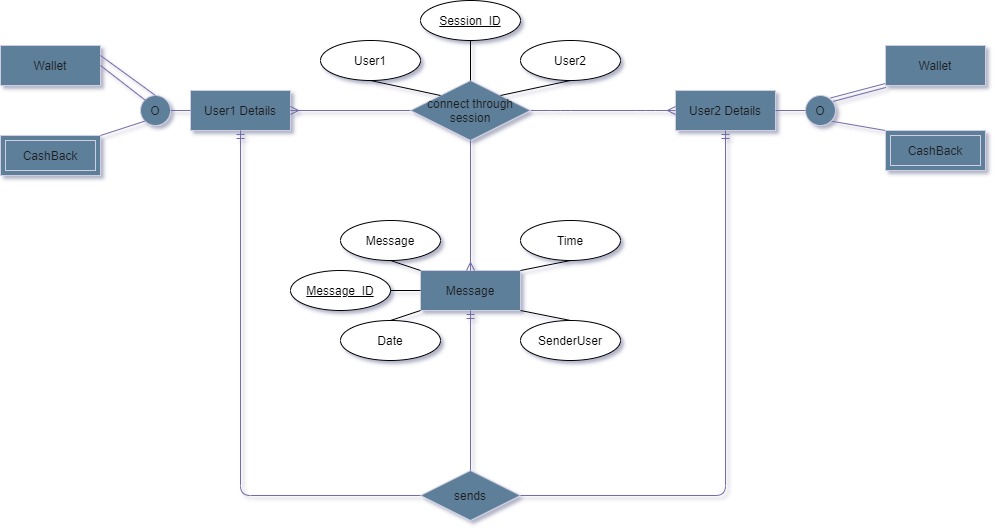 Session_ID
User1
User2
Wallet
Wallet
connect through
session
O
User1 Details
User2 Details
O
CashBack
CashBack
Message
Time
Message_ID
Message
Date
SenderUser
sends